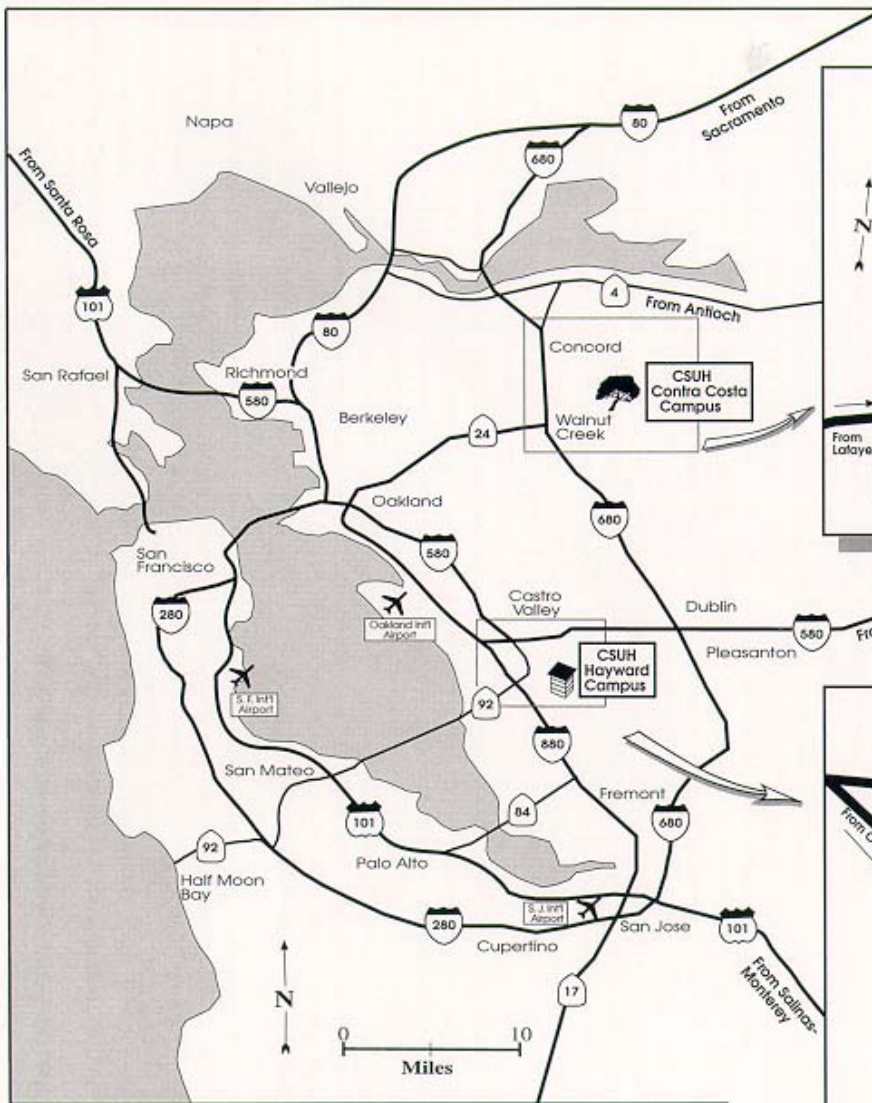 Napa
From Sacramento
80
680
Vallejo
From Santa Rosa
N
101
4
From Antioch
80
San Rafael
Richmond
580
Concord
CSUH
Contra Costa
Campus
Berkeley
24
Walnut
Creek
From
Lafaye
Oakland
680
580
San
Francisco
280
Castro
Valley
Dublin
580
Oakland Int'l
Airport
Pleasanton
CSUH
Hayward
Campus
S. F. Int'l
Airport
92
880
San Mateo
Fremont
84
101
680
92
Palo Alto
Half Moon
Bay
S. J. Int'l
Airport
280
San Jose
101
Cupertino
From Salinas-
Monterey
17
N
0 10
Miles